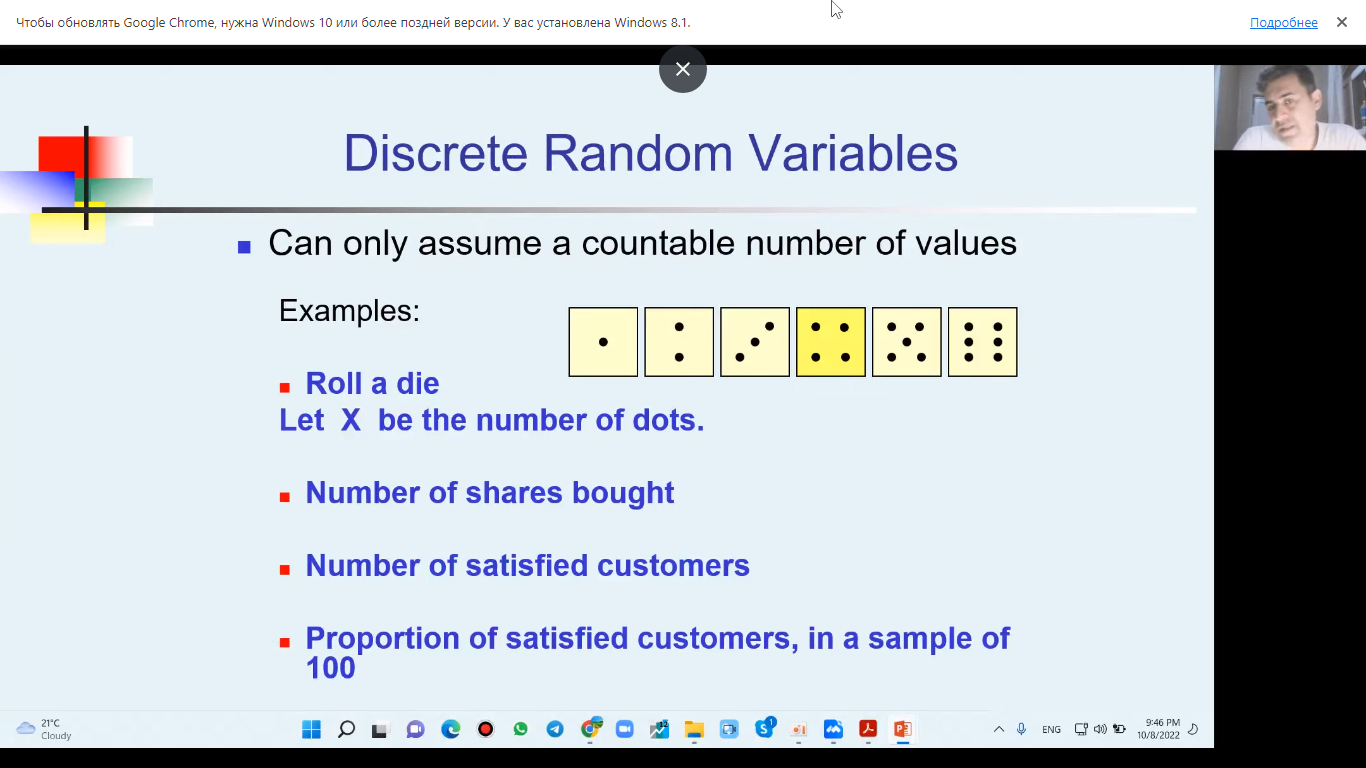 Чтобы обновлять Google Chrome, нужна Windows 10 или более поздней версии. У вас установлена Windows 8.1.
Подробнее
Discrete Random Variables
Can only assume a countable number of values
Examples:
Roll a die
Let X be the number of dots.
Number of shares bought
Number of satisfied customers
Proportion of satisfied customers, in a sample of
100
21°C
Cloudy
12
1
ENG
9:46 PM
10/8/2022